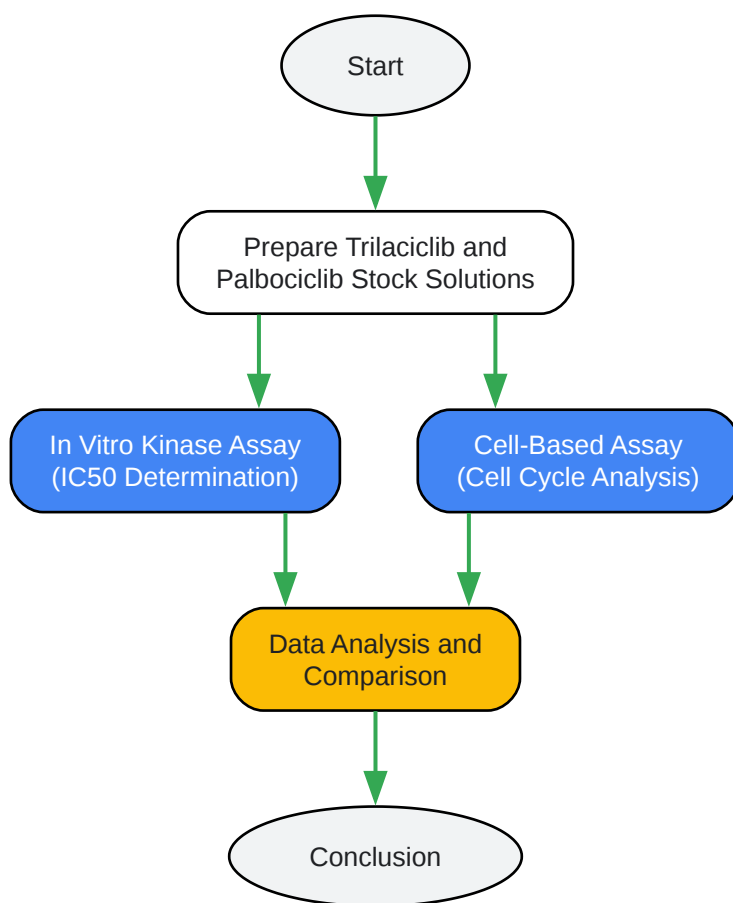 Start
Prepare Trilaciclib and
Palbociclib Stock Solutions
In Vitro Kinase Assay
(IC50 Determination)
Cell-Based Assay
(Cell Cycle Analysis)
Data Analysis and
Comparison
Conclusion